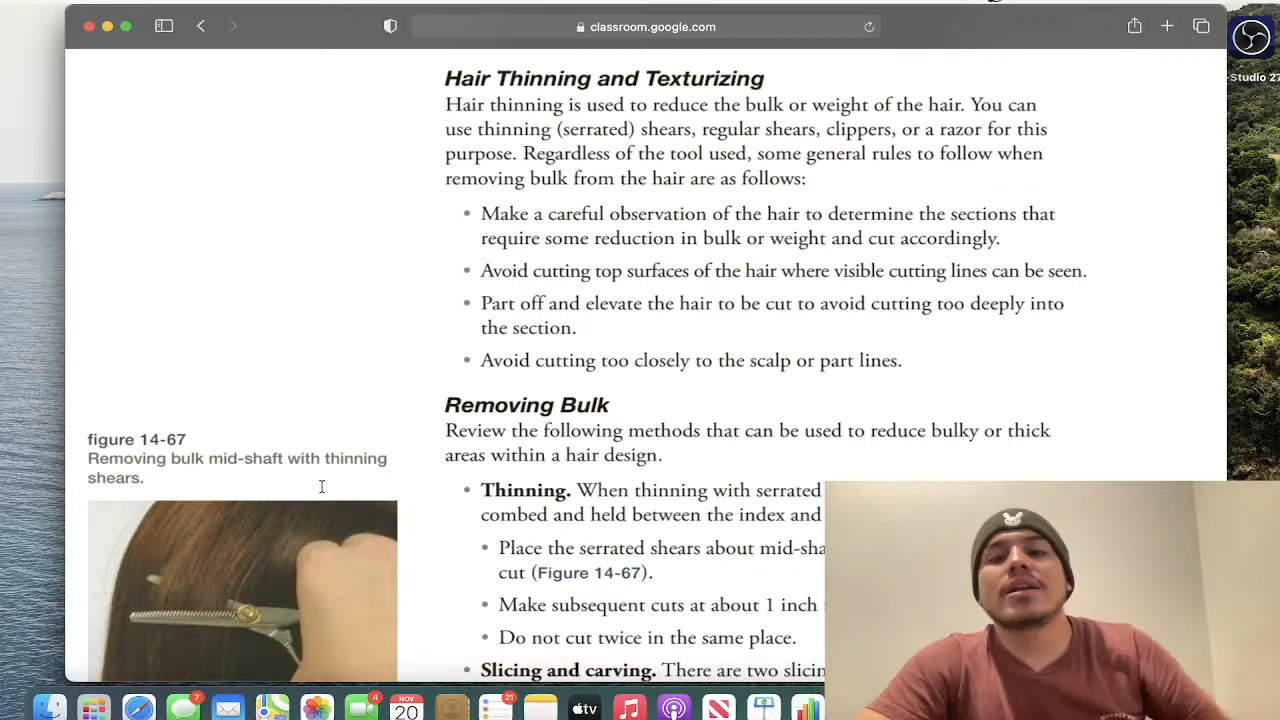 classroom.google.com
-Studio 27
Hair Thinning and Texturizing
Hair thinning is used to reduce the bulk or weight of the hair. You can
use thinning (serrated) shears, regular shears, clippers, or a razor for this
purpose. Regardless of the tool used, some general rules to follow when
removing bulk from the hair are as follows:
• Make a careful observation of the hair to determine the sections that
require some reduction in bulk or weight and cut accordingly.
• Avoid cutting top surfaces of the hair where visible cutting lines can be seen.
• Part off and elevate the hair to be cut to avoid cutting too deeply into
the section.
• Avoid cutting too closely to the scalp or part lines.
Removing Bulk
Review the following methods that can be used to reduce bulky or thick
areas within a hair design.
• Thinning. When thinning with serrated
combed and held between the index and
• Place the serrated shears about mid-sha
cut (Figure 14-67).
• Make subsequent cuts at about 1 inch
• Do not cut twice in the same place.
• Slicing and carving. There are two slicin
figure 14-67
Removing bulk mid-shaft with thinning
shears.
7
4
NOV
20
21
tv